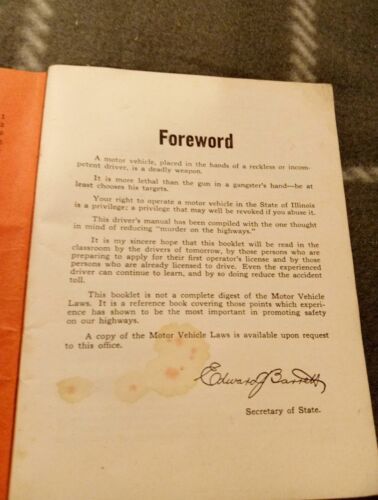 Foreword
A motor vehicle, placed in the hands of a reckless or incom-
petent driver, is a deadly weapon.
It is more lethal than the gun in a gangster's hand—he at
least chooses his targets.
Your right to operate a motor vehicle in the State of Illinois
is a privilege; a privilege that may well be revoked if you abuse it.
This driver's manual has been compiled with the one thought
in mind of reducing "murder on the highways."
It is my sincere hope that this booklet will be read in the
classroom by the drivers of tomorrow, by those persons who are
preparing to apply for their first operator's license and by those
persons who are already licensed to drive. Even the experienced
driver can continue to learn, and by so doing reduce the accident
toll.
This booklet is not a complete digest of the Motor Vehicle
Laws. It is a reference book covering those points which experi-
ence has shown to be the most important in promoting safety
on our highways.
A copy of the Motor Vehicle Laws is available upon request
to this office.
Edward J Barrett
Secretary of State.